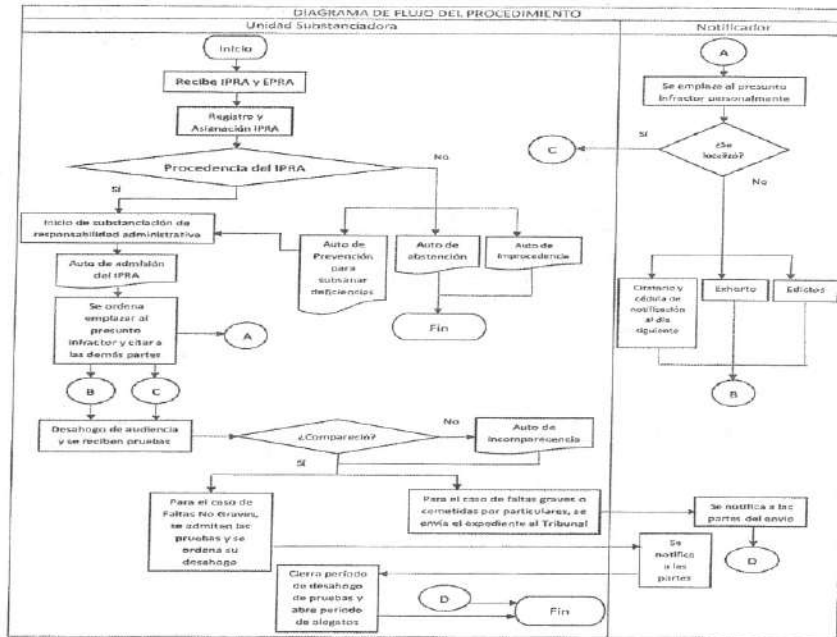 DIAGRAMA DE FLUJO DEL PROCEDIMIENTO
Unidad Substanciadora
Notificador
Inicio
Recibe IPRA y EPRA
Registro y
Asignación IPRA
Procedencia del IPRA
No
Sí
Inicio de substanciación de
responsabilidad administrativa
Auto de admisión
del IPRA
Se ordena
emplazar al
presunto
infractor y citar a
las demás partes
A
B
C
Auto de
Prevención
para
subsanar
deficiencias
Auto de
abstención
Auto de
Improcedencia
Fin
Desahogo de audiencia
y se reciben pruebas
¿Compareció?
No
Auto de
incomparecencia
Sí
Para el caso de
Faltas No Graves,
se admiten las
pruebas y se
ordena su
desahogo
Para el caso de faltas graves o
cometidas por particulares, se
envía el expediente al Tribunal
Cierra período
de desahogo
de pruebas y
abre período
de alegatos
D
Fin
A
Se emplaza al presunto
infractor personalmente
Sí
¿Se
localizó?
C
No
Citatorio y
cédula de
notificación
al día
siguiente
Exhorto
Edictos
B
Se notifica a las
partes del envío
D
Se
notifica
a las
partes